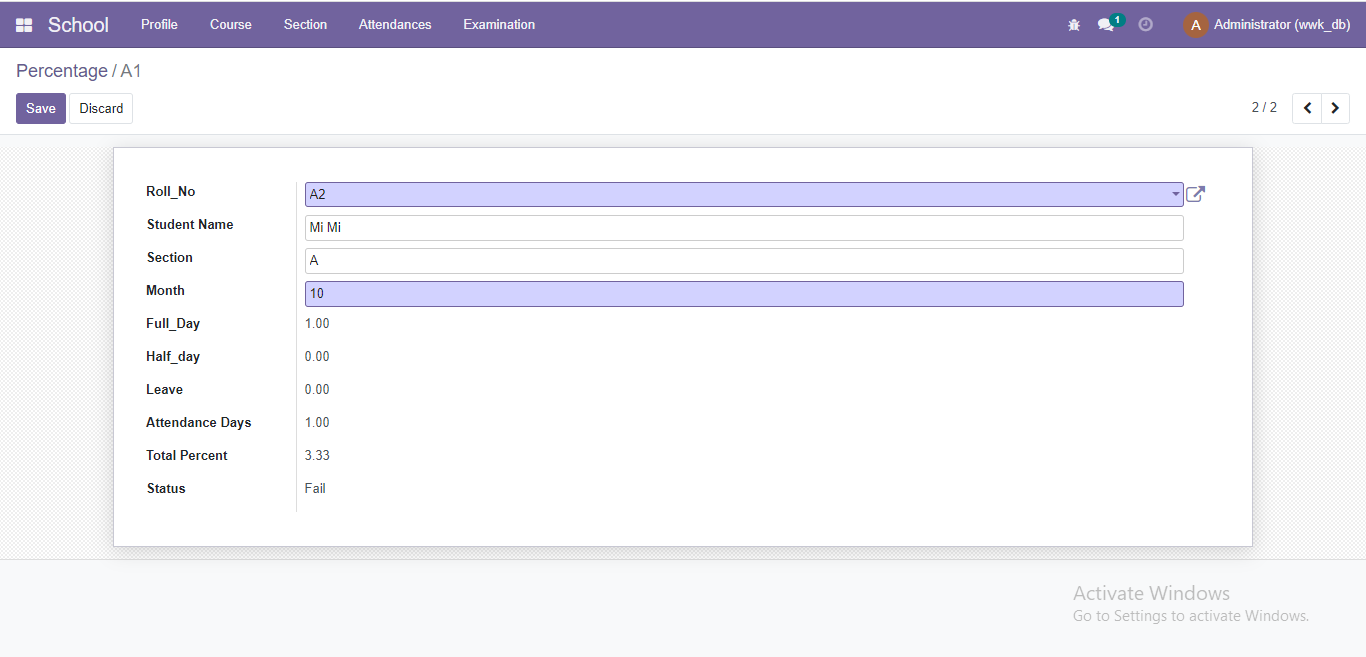 School Profile Course Section Attendances Examination 1 A Administrator (wwk_db)
Percentage / A1
Save Discard 2 / 2
Roll_No A2
Student Name Mi Mi
Section A
Month 10
Full_Day 1.00
Half_day 0.00
Leave 0.00
Attendance Days 1.00
Total Percent 3.33
Status Fail
Activate Windows
Go to Settings to activate Windows.